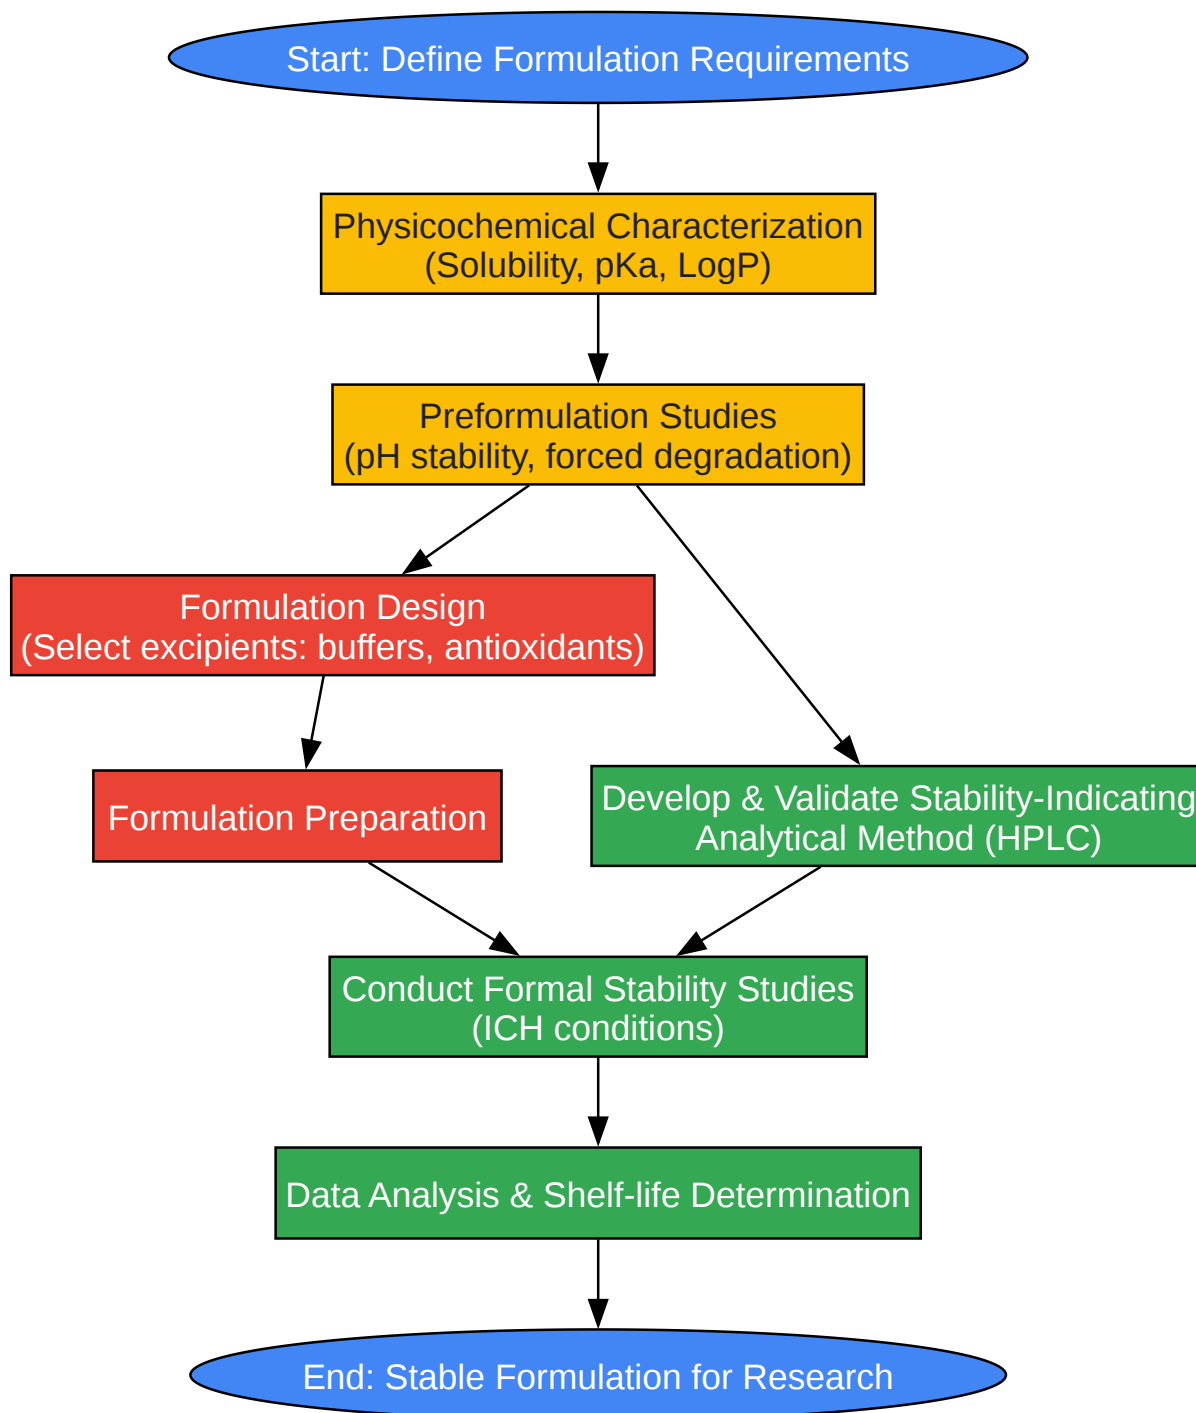 Start: Define Formulation Requirements
Physicochemical Characterization
(Solubility, pKa, LogP)
Preformulation Studies
(pH stability, forced degradation)
Formulation Design
(Select excipients: buffers, antioxidants)
Formulation Preparation
Develop & Validate Stability-Indicating
Analytical Method (HPLC)
Conduct Formal Stability Studies
(ICH conditions)
Data Analysis & Shelf-life Determination
End: Stable Formulation for Research